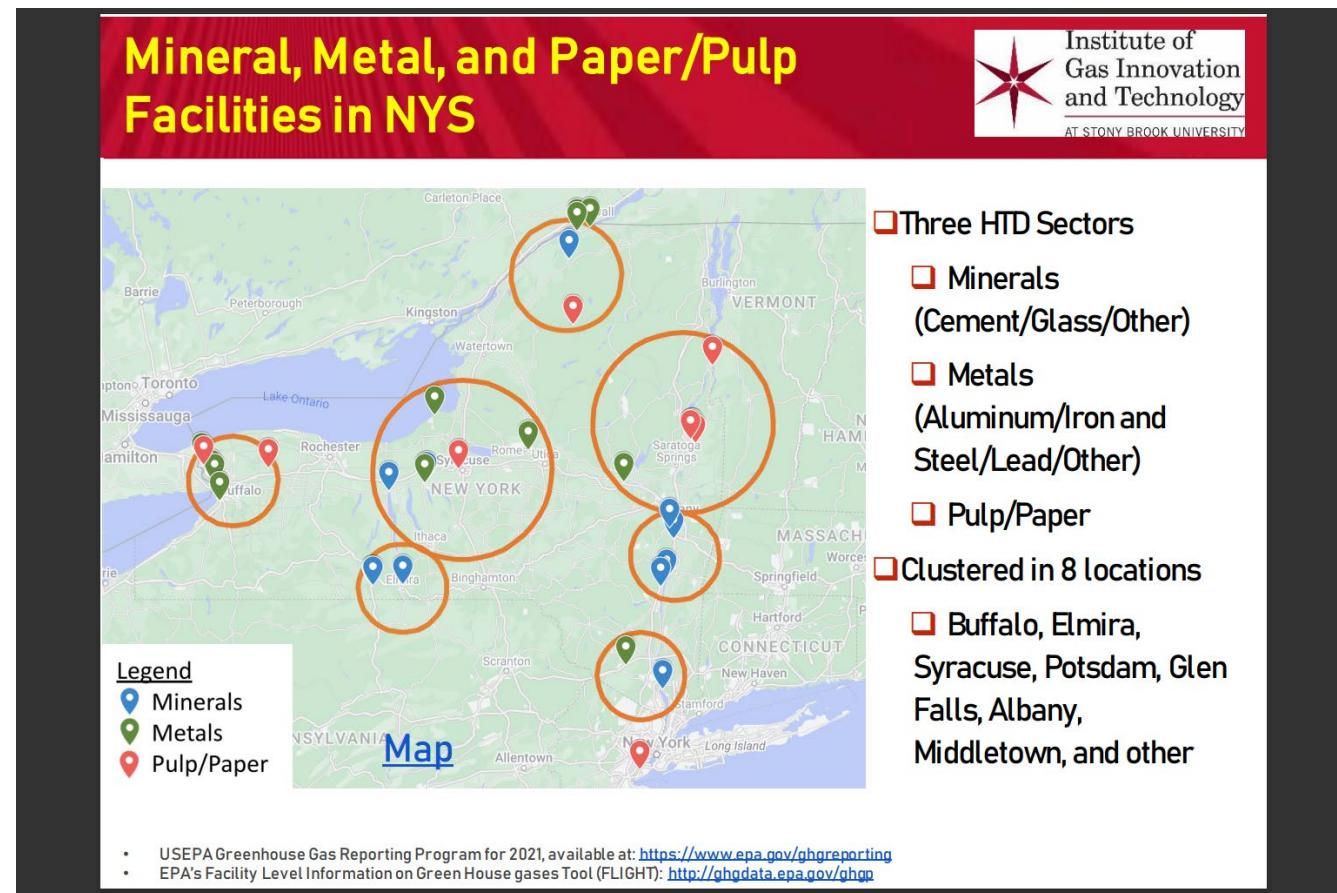 Mineral, Metal, and Paper/Pulp
Facilities in NYS
Institute of
Gas Innovation
and Technology
AT STONY BROOK UNIVERSITY
Carleton Place
Barrie
Peterborough
Kingston
Burlington
VERMONT
Watertown
Toronto
Mississauga
Lake Ontario
Rochester
Rome
Utica
Saratoga
Springs
NEW YORK
Ithaca
MASSACH
Binghamton
Springfield
Hartford
CONNECTICUT
Scranton
New Haven
Stamford
New York
Long Island
Allentown
Legend
Minerals
Metals
Pulp/Paper
Map
Three HTD Sectors
Minerals
(Cement/Glass/Other)
Metals
(Aluminum/Iron and
Steel/Lead/Other)
Pulp/Paper
Clustered in 8 locations
Buffalo, Elmira,
Syracuse, Potsdam, Glen
Falls, Albany,
Middletown, and other
• USEPA Greenhouse Gas Reporting Program for 2021, available at: https://www.epa.gov/ghgreporting
• EPA's Facility Level Information on Green House gases Tool (FLIGHT): http://ghgdata.epa.gov/ghgp